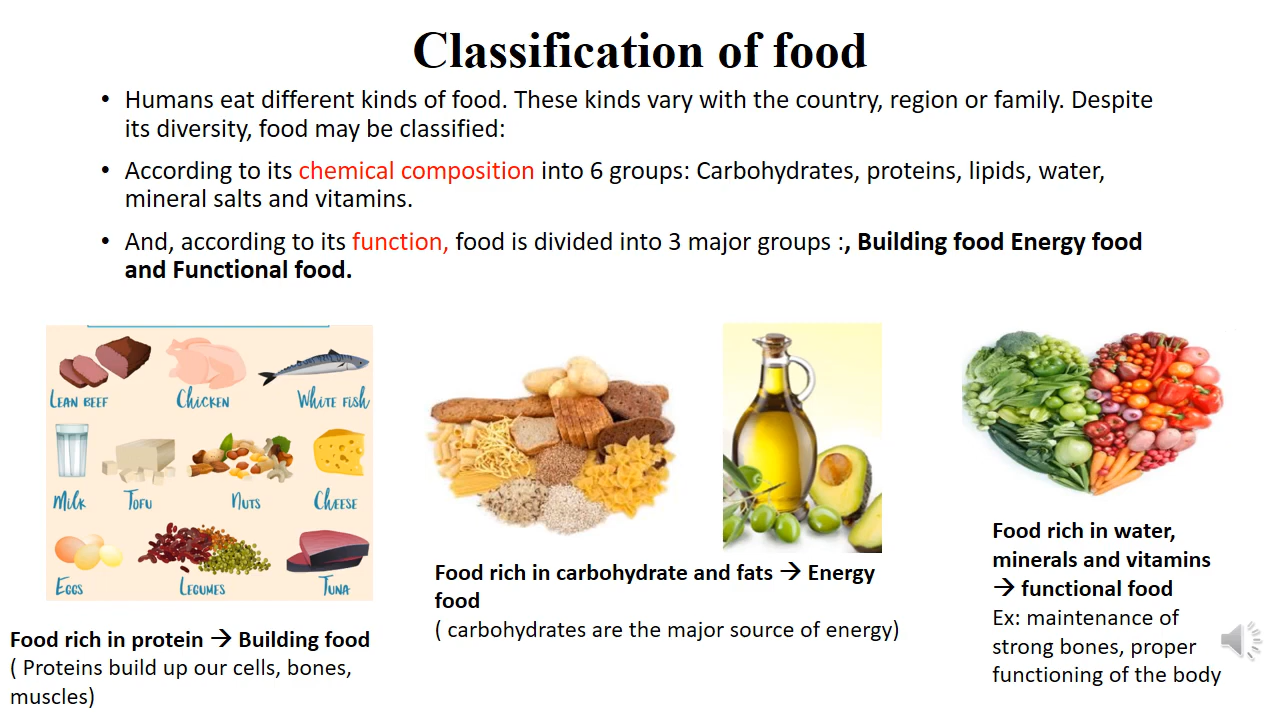 Classification of food
• Humans eat different kinds of food. These kinds vary with the country, region or family. Despite
its diversity, food may be classified:
• According to its chemical composition into 6 groups: Carbohydrates, proteins, lipids, water,
mineral salts and vitamins.
• And, according to its function, food is divided into 3 major groups :, Building food Energy food
and Functional food.
LEAN BEEF CHICKEN WHITE FISH
MILK TOFU NUTS CHEESE
EGGS LEGUMES TUNA
Food rich in protein → Building food
( Proteins build up our cells, bones,
muscles)
Food rich in carbohydrate and fats → Energy
food
( carbohydrates are the major source of energy)
Food rich in water,
minerals and vitamins
→ functional food
Ex: maintenance of
strong bones, proper
functioning of the body